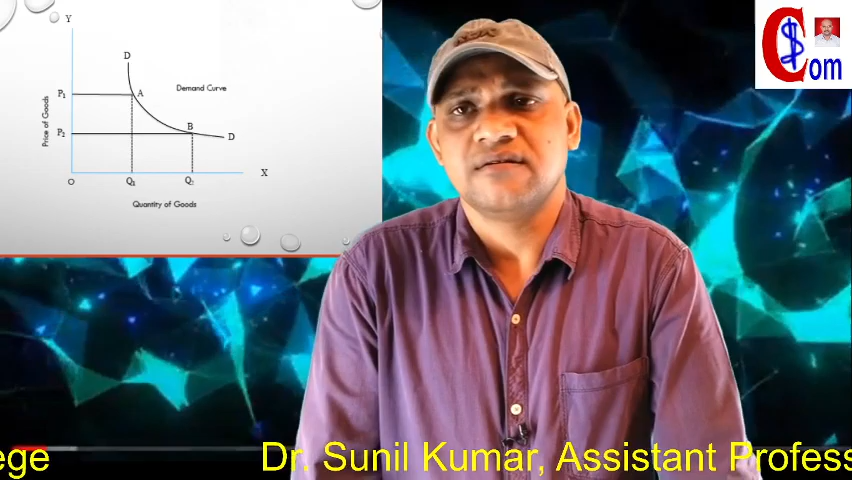 Y
D
P1
A
Demand Curve
Price of Goods
P2
B
D
X
O
Q1
Q2
Quantity of Goods
C$om
ege Dr. Sunil Kumar, Assistant Profess